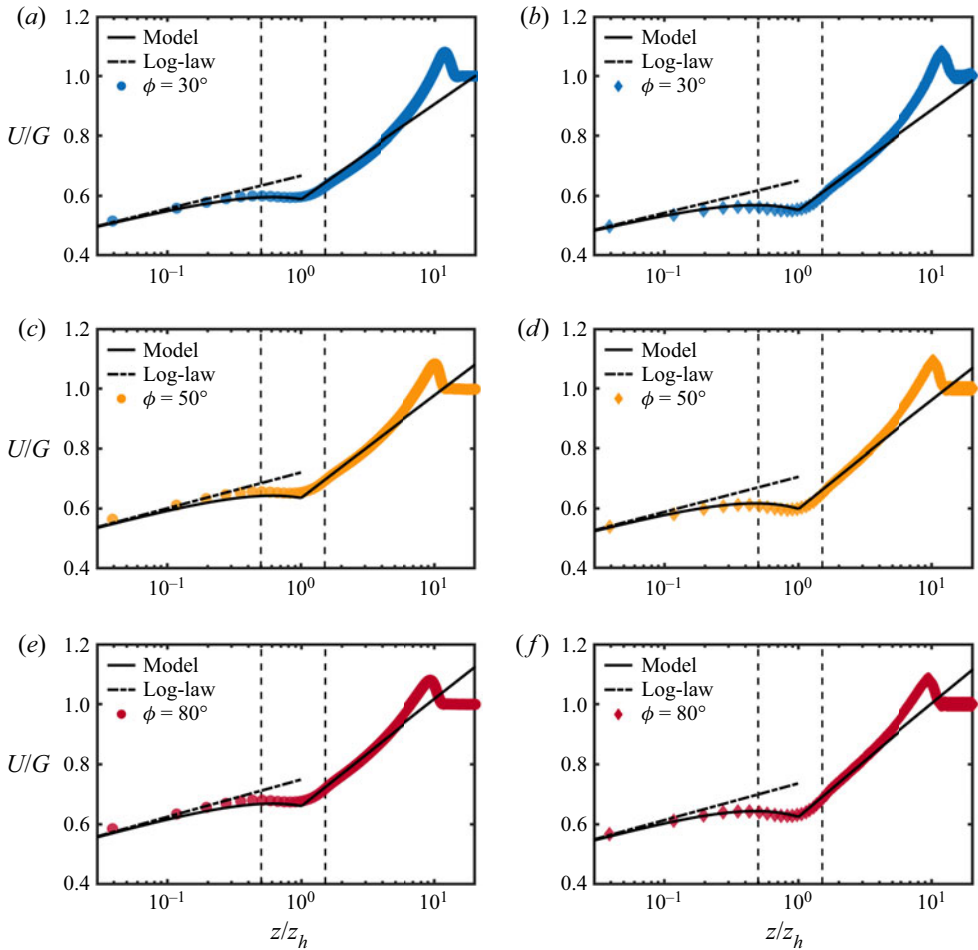 (a)
1.2
1.0
0.8
0.6
0.4
U/G
Model
Log-law
ϕ = 30°
10⁻¹
10⁰
10¹
(b)
1.2
1.0
0.8
0.6
0.4
U/G
Model
Log-law
ϕ = 30°
10⁻¹
10⁰
10¹
(c)
1.2
1.0
0.8
0.6
0.4
U/G
Model
Log-law
ϕ = 50°
10⁻¹
10⁰
10¹
(d)
1.2
1.0
0.8
0.6
0.4
U/G
Model
Log-law
ϕ = 50°
10⁻¹
10⁰
10¹
(e)
1.2
1.0
0.8
0.6
0.4
U/G
Model
Log-law
ϕ = 80°
10⁻¹
10⁰
10¹
z/z_h
(f)
1.2
1.0
0.8
0.6
0.4
U/G
Model
Log-law
ϕ = 80°
10⁻¹
10⁰
10¹
z/z_h